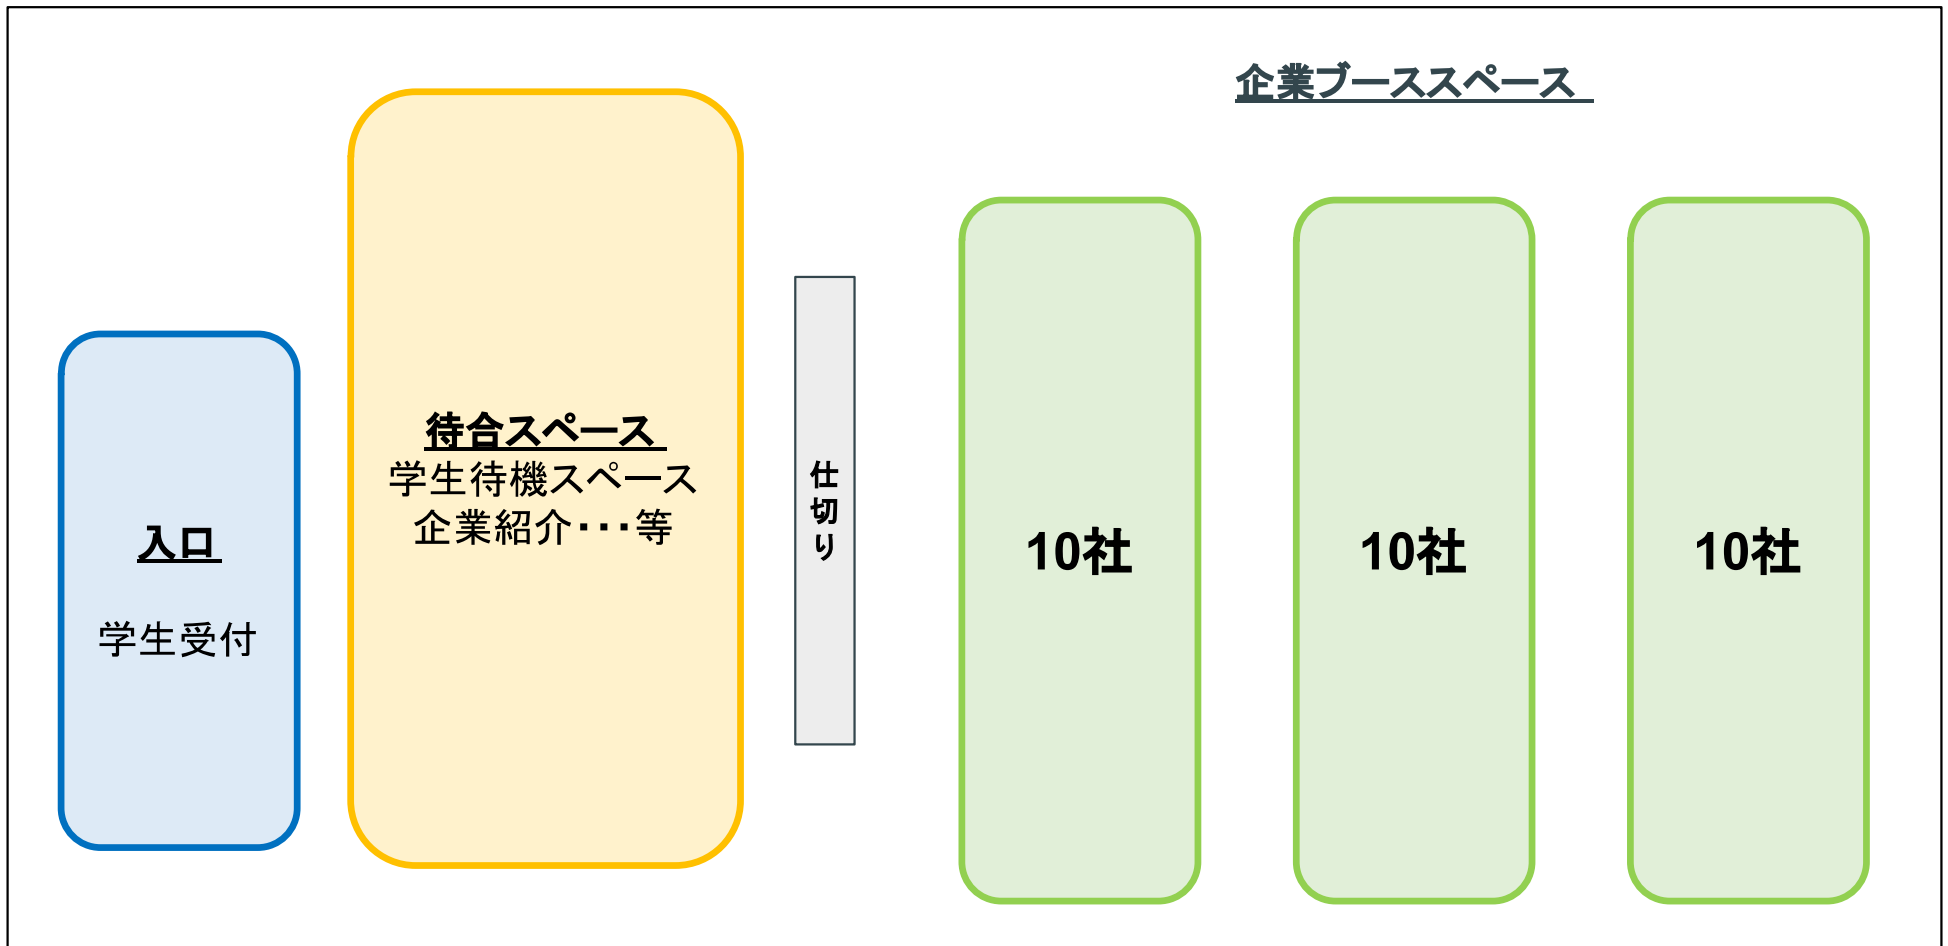 企業ブーススペース
入口
学生受付
待合スペース
学生待機スペース
企業紹介・・・等
仕切り
10社
10社
10社